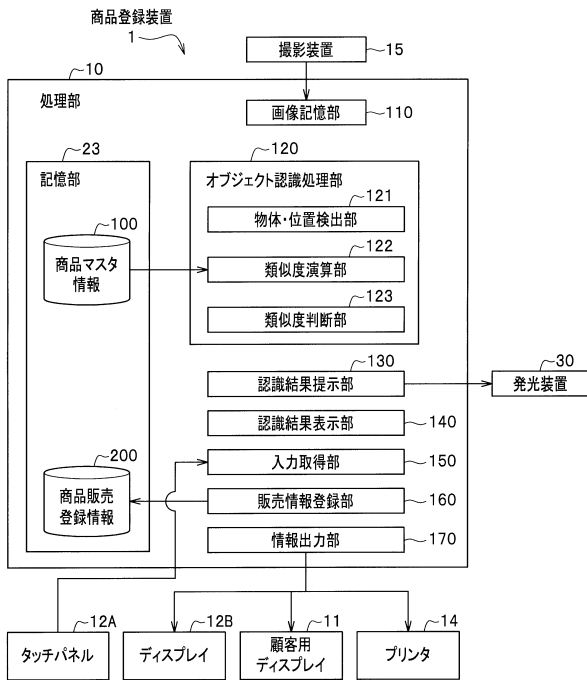 商品登録装置
1
撮影装置
15
10
処理部
画像記憶部
110
23
記憶部
120
オブジェクト認識処理部
121
物体・位置検出部
100
商品マスタ
情報
122
類似度演算部
123
類似度判断部
130
認識結果提示部
30
発光装置
認識結果表示部
140
入力取得部
150
200
商品販売
登録情報
販売情報登録部
160
情報出力部
170
12A
タッチパネル
12B
ディスプレイ
11
顧客用
ディスプレイ
14
プリンタ